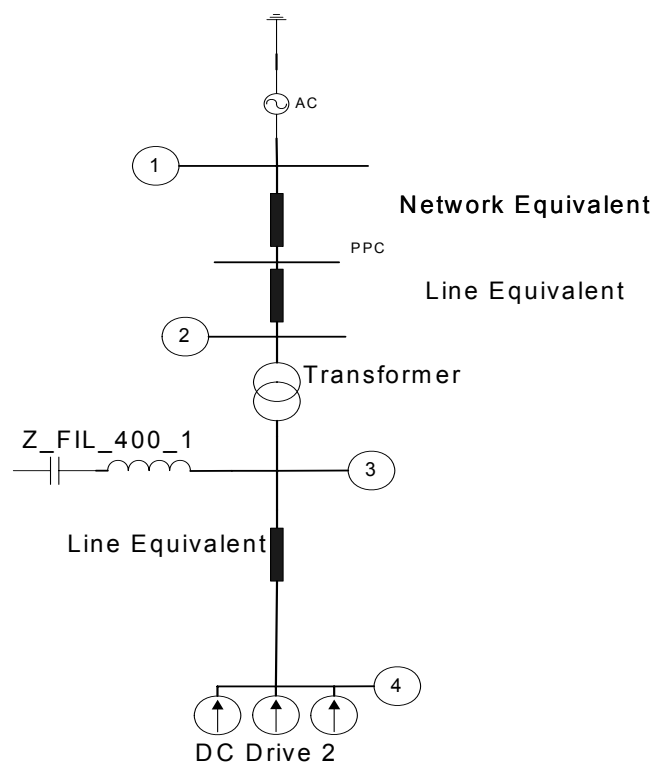 AC
1
Network Equivalent
PPC
Line Equivalent
2
Transformer
Z_FIL_400_1
3
Line Equivalent
4
DC Drive 2